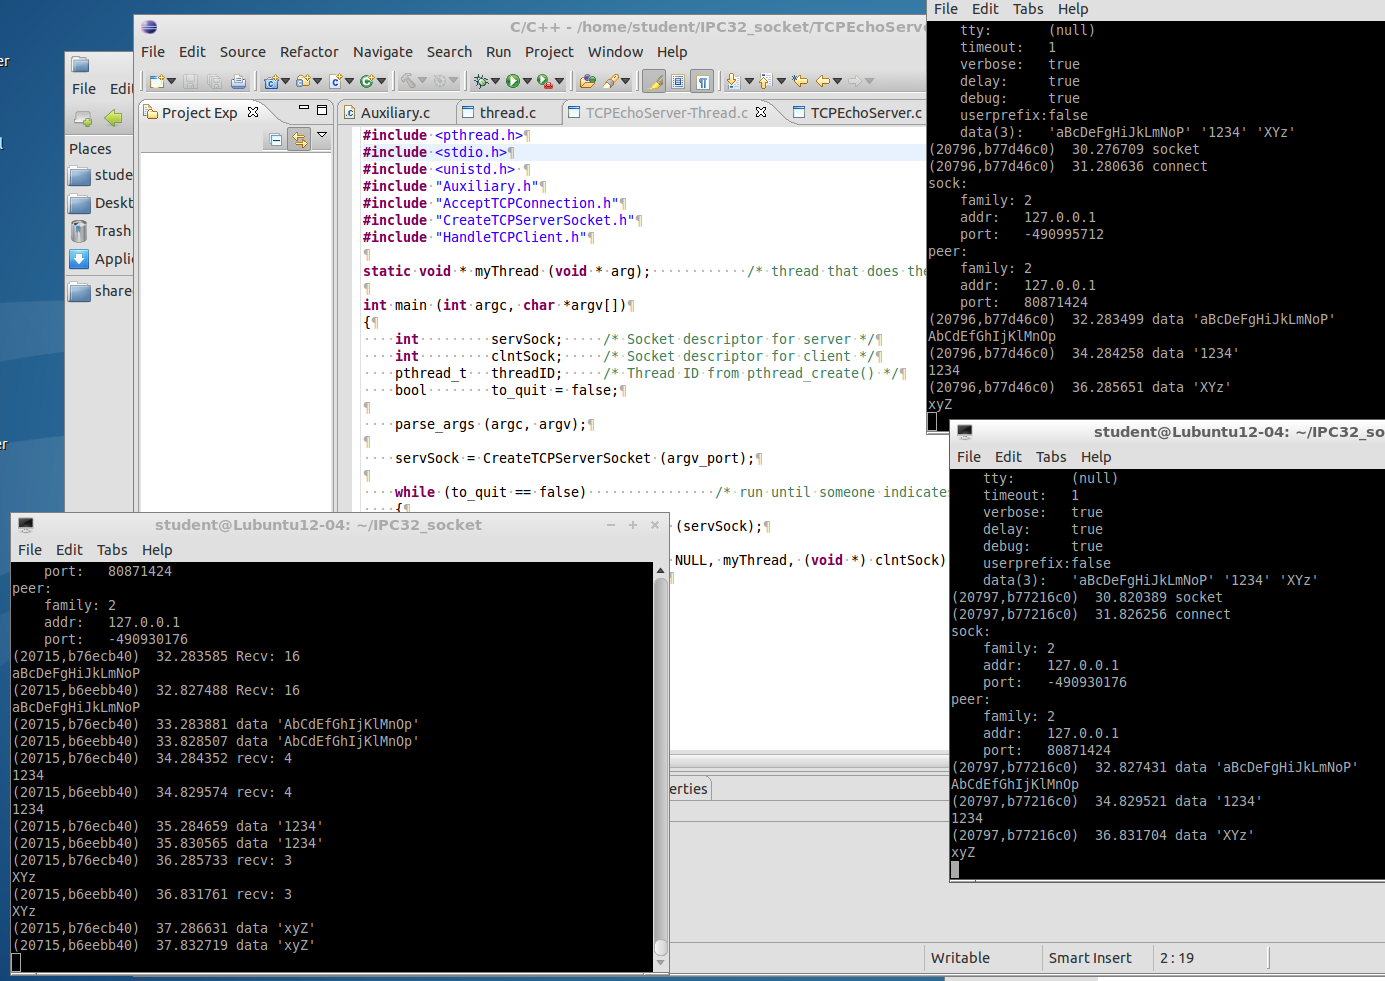 C/C++ - /home/student/IPC32_socket/TCPEchoServe
File Edit Source Refactor Navigate Search Run Project Window Help
File Edi
Places
stude
Deskt
Trash
Appli
share
Project Exp
Auxiliary.c
thread.c
TCPEchoServer-Thread.c
TCPEchoServer.c
#include <pthread.h>¶
#include <stdio.h>¶
#include <unistd.h> ¶
#include "Auxiliary.h"¶
#include "AcceptTCPConnection.h"¶
#include "CreateTCPServerSocket.h"¶
#include "HandleTCPClient.h"¶
¶
static void * myThread (void * arg); /* thread that does the
¶
int main (int argc, char *argv[])¶
{¶
int servSock; /* Socket descriptor for server */¶
int clntSock; /* Socket descriptor for client */¶
pthread_t threadID; /* Thread ID from pthread_create() */¶
bool to_quit = false;¶
¶
parse_args (argc, argv);¶
¶
servSock = CreateTCPServerSocket (argv_port);¶
¶
while (to_quit == false) /* run until someone indicates
{¶
(servSock);¶
NULL, myThread, (void *) clntSock)
¶
erties
Writable
Smart Insert
2 : 19
File Edit Tabs Help
tty: (null)
timeout: 1
verbose: true
delay: true
debug: true
userprefix:false
data(3): 'aBcDeFgHiJkLmNoP' '1234' 'XYz'
(20796,b77d46c0) 30.276709 socket
(20796,b77d46c0) 31.280636 connect
sock:
family: 2
addr: 127.0.0.1
port: -490995712
peer:
family: 2
addr: 127.0.0.1
port: 80871424
(20796,b77d46c0) 32.283499 data 'aBcDeFgHiJkLmNoP'
AbCdEfGhIjKlMnOp
(20796,b77d46c0) 34.284258 data '1234'
1234
(20796,b77d46c0) 36.285651 data 'XYz'
xyZ
student@Lubuntu12-04: ~/IPC32_so
File Edit Tabs Help
tty: (null)
timeout: 1
verbose: true
delay: true
debug: true
userprefix:false
data(3): 'aBcDeFgHiJkLmNoP' '1234' 'XYz'
(20797,b77216c0) 30.820389 socket
(20797,b77216c0) 31.826256 connect
sock:
family: 2
addr: 127.0.0.1
port: -490930176
peer:
family: 2
addr: 127.0.0.1
port: 80871424
(20797,b77216c0) 32.827431 data 'aBcDeFgHiJkLmNoP'
AbCdEfGhIjKlMnOp
(20797,b77216c0) 34.829521 data '1234'
1234
(20797,b77216c0) 36.831704 data 'XYz'
xyZ
student@Lubuntu12-04: ~/IPC32_socket
File Edit Tabs Help
port: 80871424
peer:
family: 2
addr: 127.0.0.1
port: -490930176
(20715,b76ecb40) 32.283585 Recv: 16
aBcDeFgHiJkLmNoP
(20715,b6eebb40) 32.827488 Recv: 16
aBcDeFgHiJkLmNoP
(20715,b76ecb40) 33.283881 data 'AbCdEfGhIjKlMnOp'
(20715,b6eebb40) 33.828507 data 'AbCdEfGhIjKlMnOp'
(20715,b76ecb40) 34.284352 recv: 4
1234
(20715,b6eebb40) 34.829574 recv: 4
1234
(20715,b76ecb40) 35.284659 data '1234'
(20715,b6eebb40) 35.830565 data '1234'
(20715,b76ecb40) 36.285733 recv: 3
XYz
(20715,b6eebb40) 36.831761 recv: 3
XYz
(20715,b76ecb40) 37.286631 data 'xyZ'
(20715,b6eebb40) 37.832719 data 'xyZ'